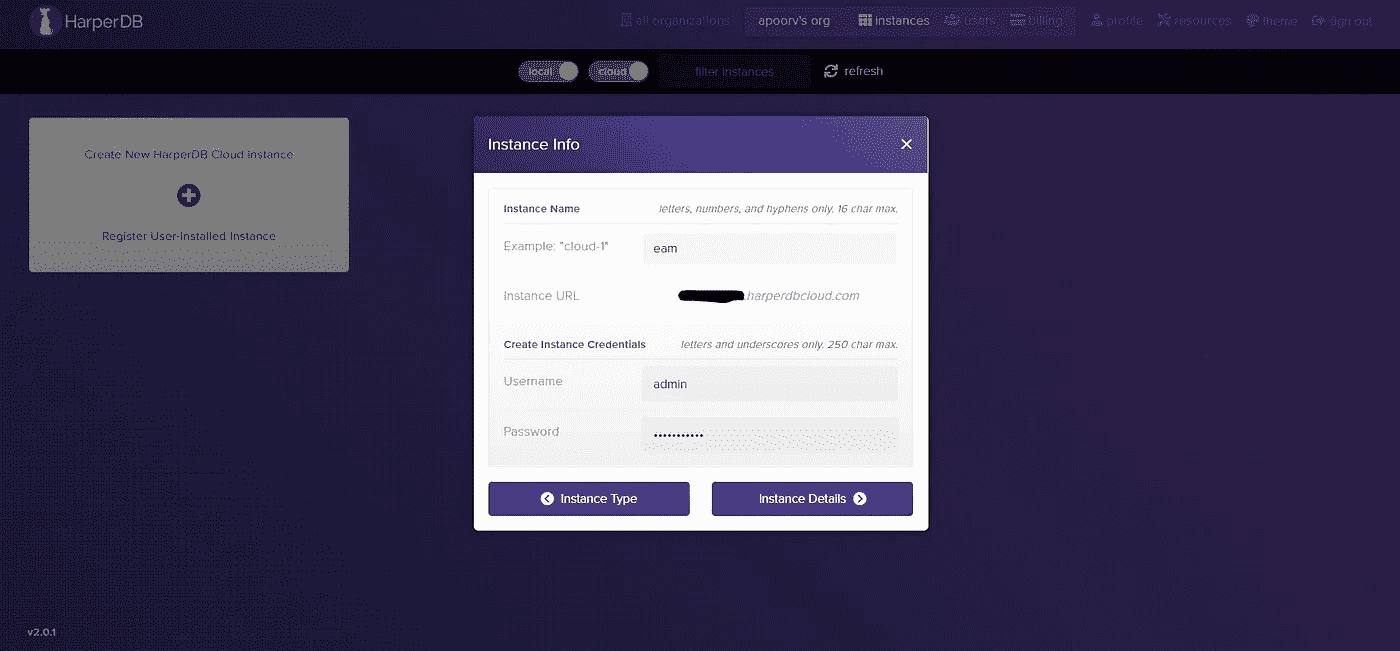 HarperDB
all organizations
apoorv's org
instances
users
billing
profile
resources
theme
sign out
local
cloud
filter instances
refresh
Create New HarperDB Cloud Instance
Register User-Installed Instance
Instance Info
Instance Name
letters, numbers, and hyphens only. 16 char max.
Example: "cloud-1"
eam
Instance URL
.harperdbcloud.com
Create Instance Credentials
letters and underscores only. 250 char max.
Username
admin
Password
•••••••••••
Instance Type
Instance Details
v2.0.1